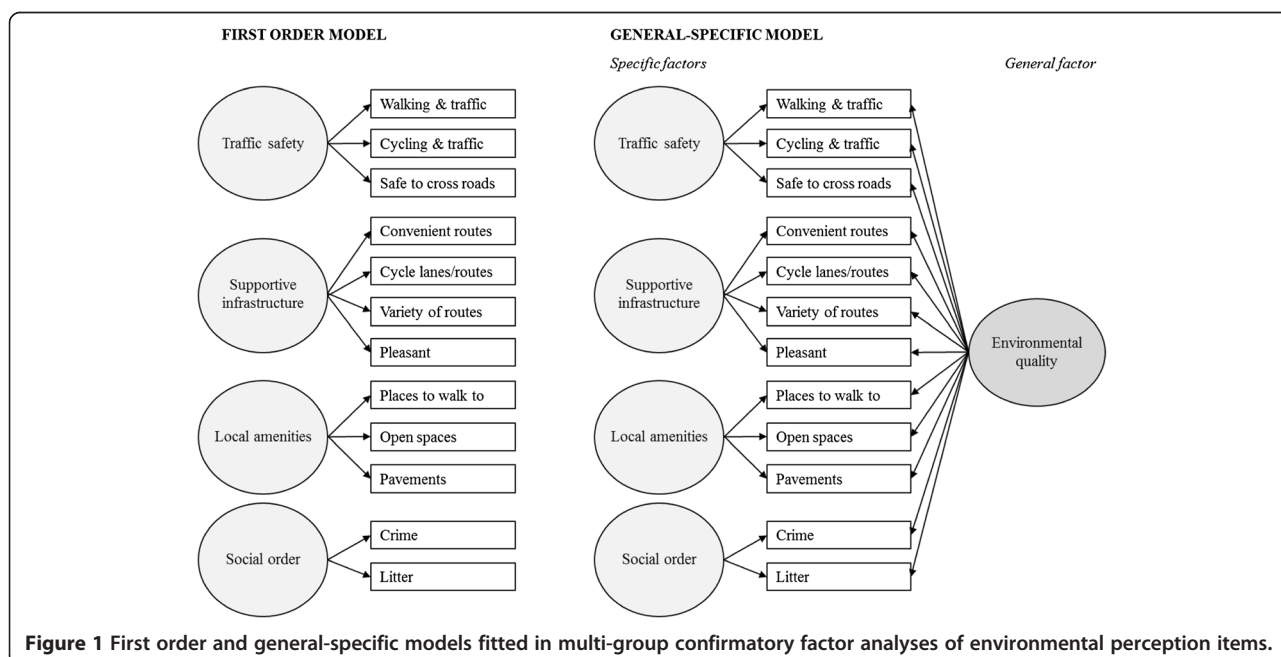 FIRST ORDER MODEL
Traffic safety
Walking & traffic
Cycling & traffic
Safe to cross roads
Supportive
infrastructure
Convenient routes
Cycle lanes/routes
Variety of routes
Pleasant
Local amenities
Places to walk to
Open spaces
Pavements
Social order
Crime
Litter
GENERAL-SPECIFIC MODEL
Specific factors
General factor
Traffic safety
Walking & traffic
Cycling & traffic
Safe to cross roads
Supportive
infrastructure
Convenient routes
Cycle lanes/routes
Variety of routes
Pleasant
Local amenities
Places to walk to
Open spaces
Pavements
Social order
Crime
Litter
Environmental
quality
Figure 1 First order and general-specific models fitted in multi-group confirmatory factor analyses of environmental perception items.